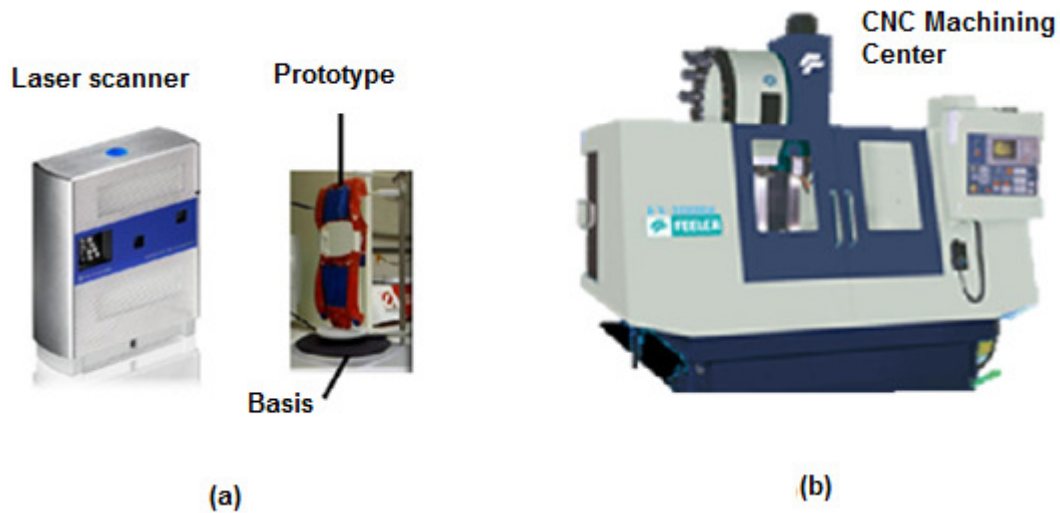 Laser scanner
Prototype
Basis
(a)
CNC Machining
Center
FEELER
(b)